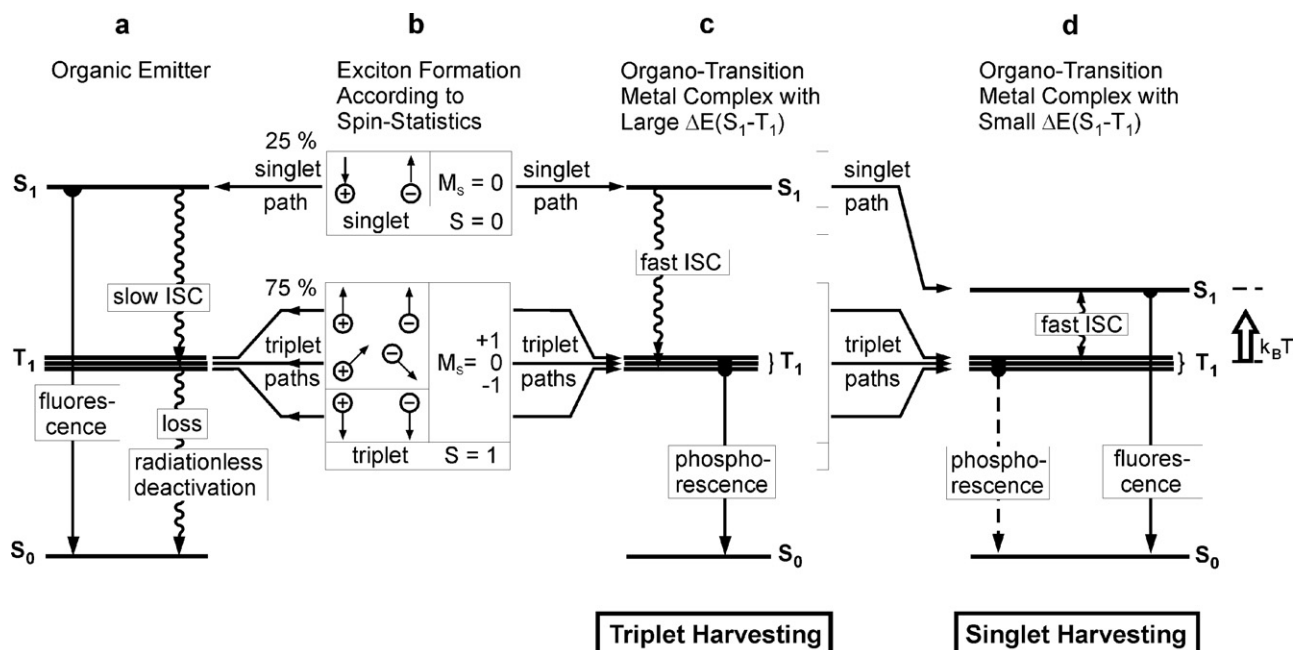 a
Organic Emitter
b
Exciton Formation
According to
Spin-Statistics
c
Organo-Transition
Metal Complex with
Large ΔE(S₁-T₁)
d
Organo-Transition
Metal Complex with
Small ΔE(S₁-T₁)
S₁
slow ISC
T₁
fluores-
cence
loss
radiationless
deactivation
S₀
25 %
singlet
path
⊕ ⊖
Mₛ = 0
singlet S = 0
75 %
triplet
paths
⊕ ⊖
⊕ ⊖
⊕ ⊖
+1
Mₛ= 0
-1
triplet S = 1
singlet
path
triplet
paths
S₁
fast ISC
} T₁
phospho-
rescence
S₀
Triplet Harvesting
singlet
path
triplet
paths
S₁
fast ISC
} T₁
k_BT
phospho-
rescence
fluores-
cence
S₀
Singlet Harvesting